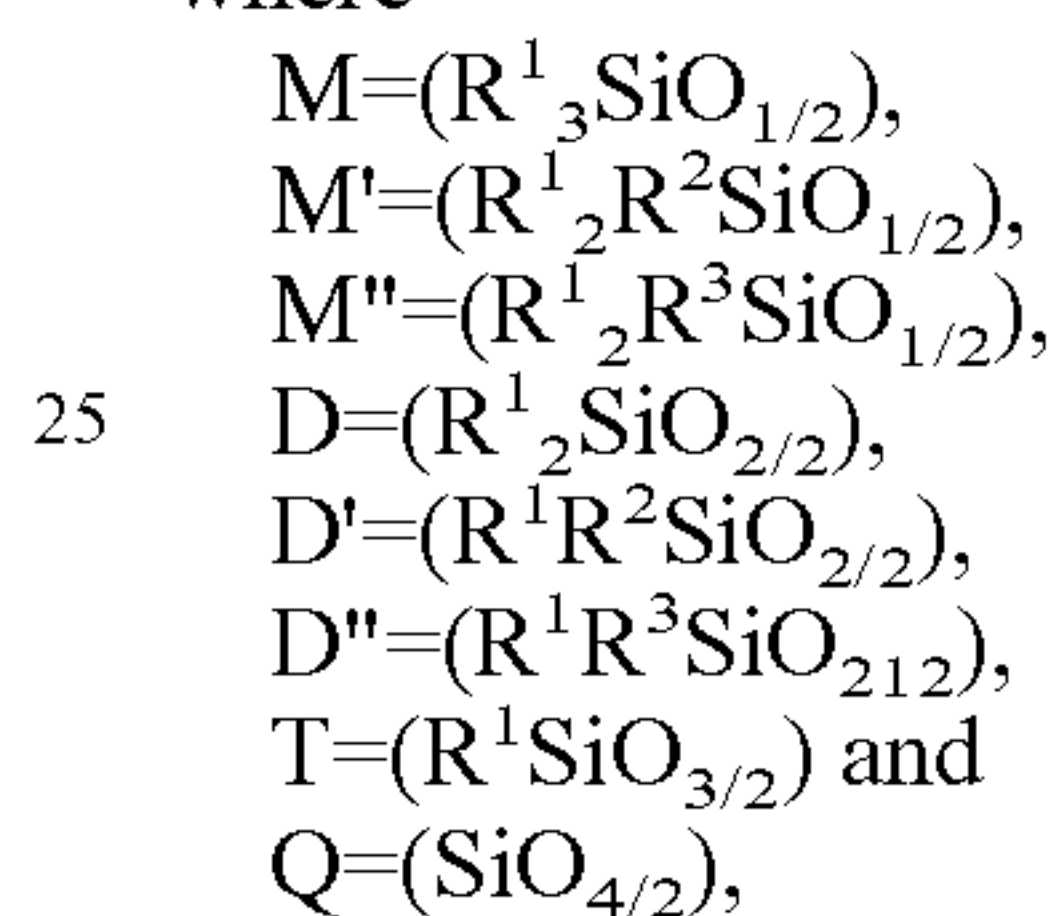 where
M=(R¹₃SiO₁/₂),
M'=(R¹₂R²SiO₁/₂),
M"=(R¹₂R³SiO₁/₂),
25 D=(R¹₂SiO₂/₂),
D'=(R¹R²SiO₂/₂),
D"=(R¹R³SiO₂₁₂),
T=(R¹SiO₃/₂) and
Q=(SiO₄/₂),